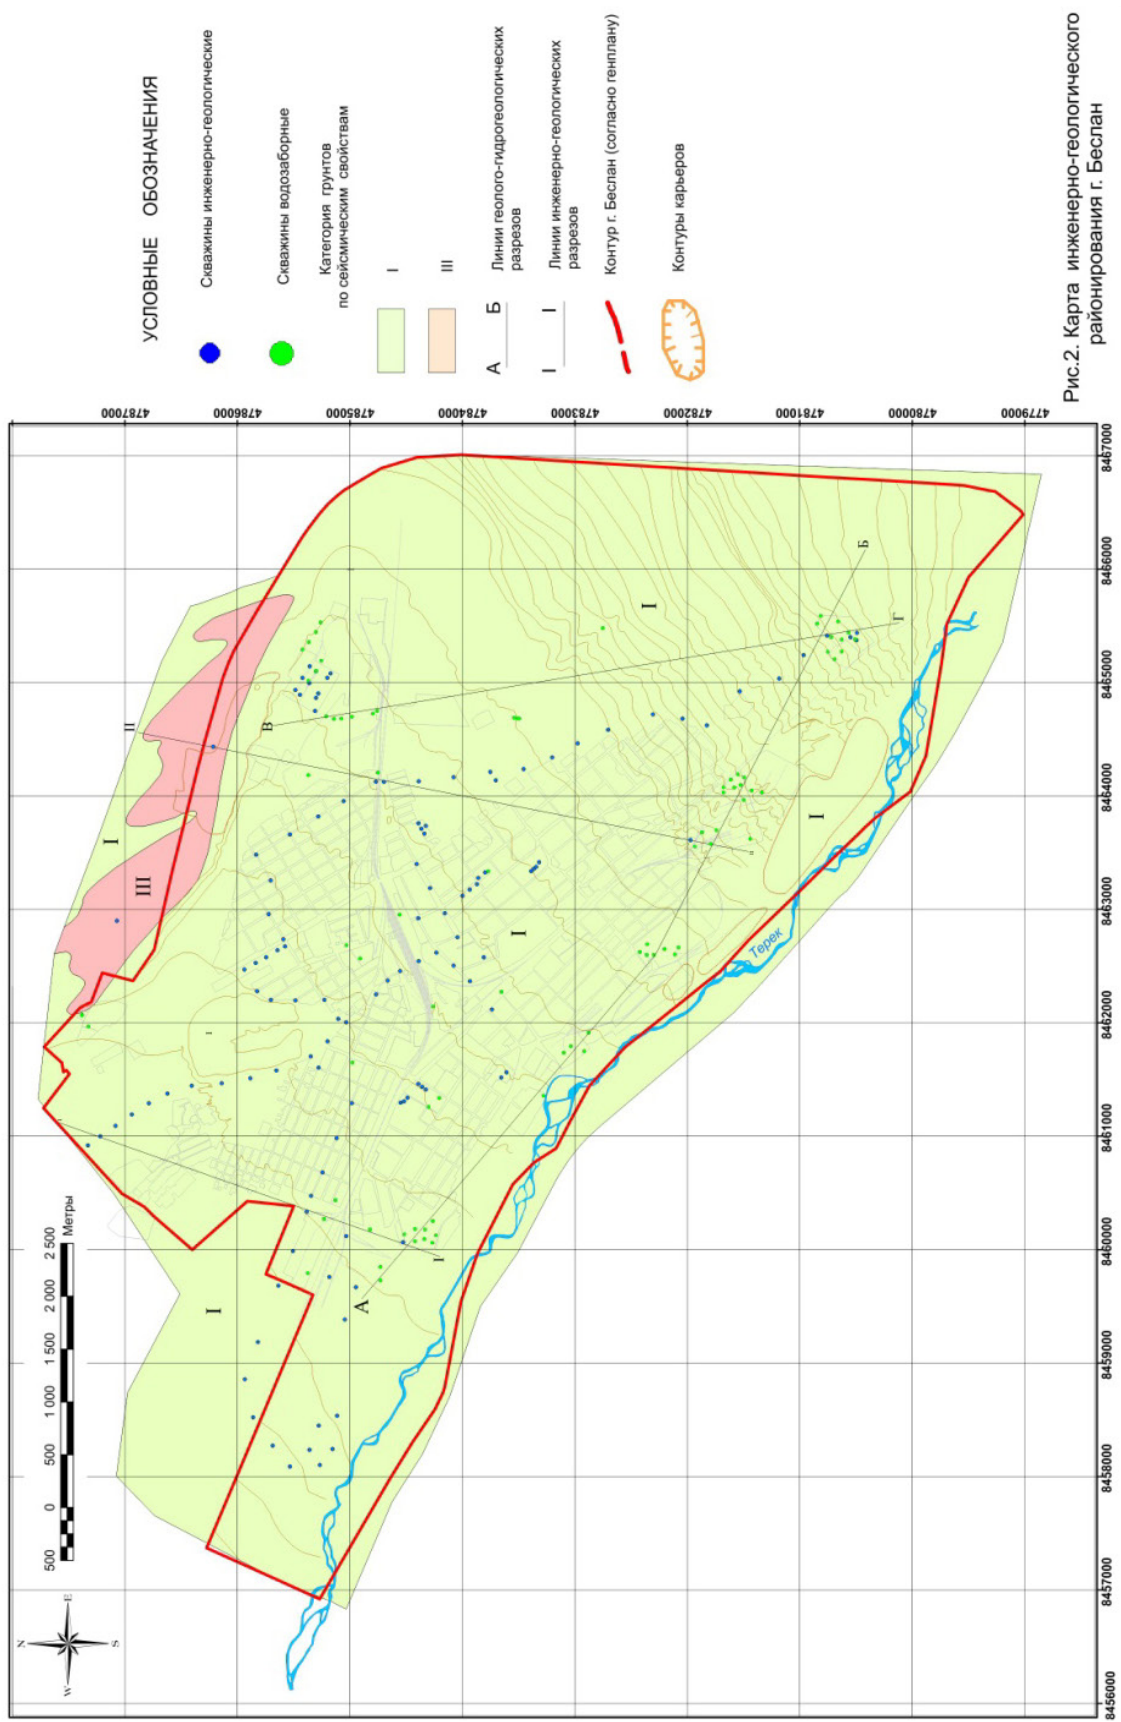 УСЛОВНЫЕ ОБОЗНАЧЕНИЯ
Скважины инженерно-геологические
Скважины водозаборные
Категория грунтов
по сейсмическим свойствам
I
III
А Б
Линии геолого-гидрогеологических
разрезов
I I
Линии инженерно-геологических
разрезов
Контур г. Беслан (согласно генплану)
Контуры карьеров
Рис.2. Карта инженерно-геологического
районирования г. Беслан
N
W E
S
500 0 500 1 000 1 500 2 000 2 500
Метры
4787000
4786000
4785000
4784000
4783000
4782000
4781000
4780000
4779000
8456000
8457000
8458000
8459000
8460000
8461000
8462000
8463000
8464000
8465000
8466000
8467000
II
I
III
В
I
А
I
I
I
I
Б
Г
р.Терек